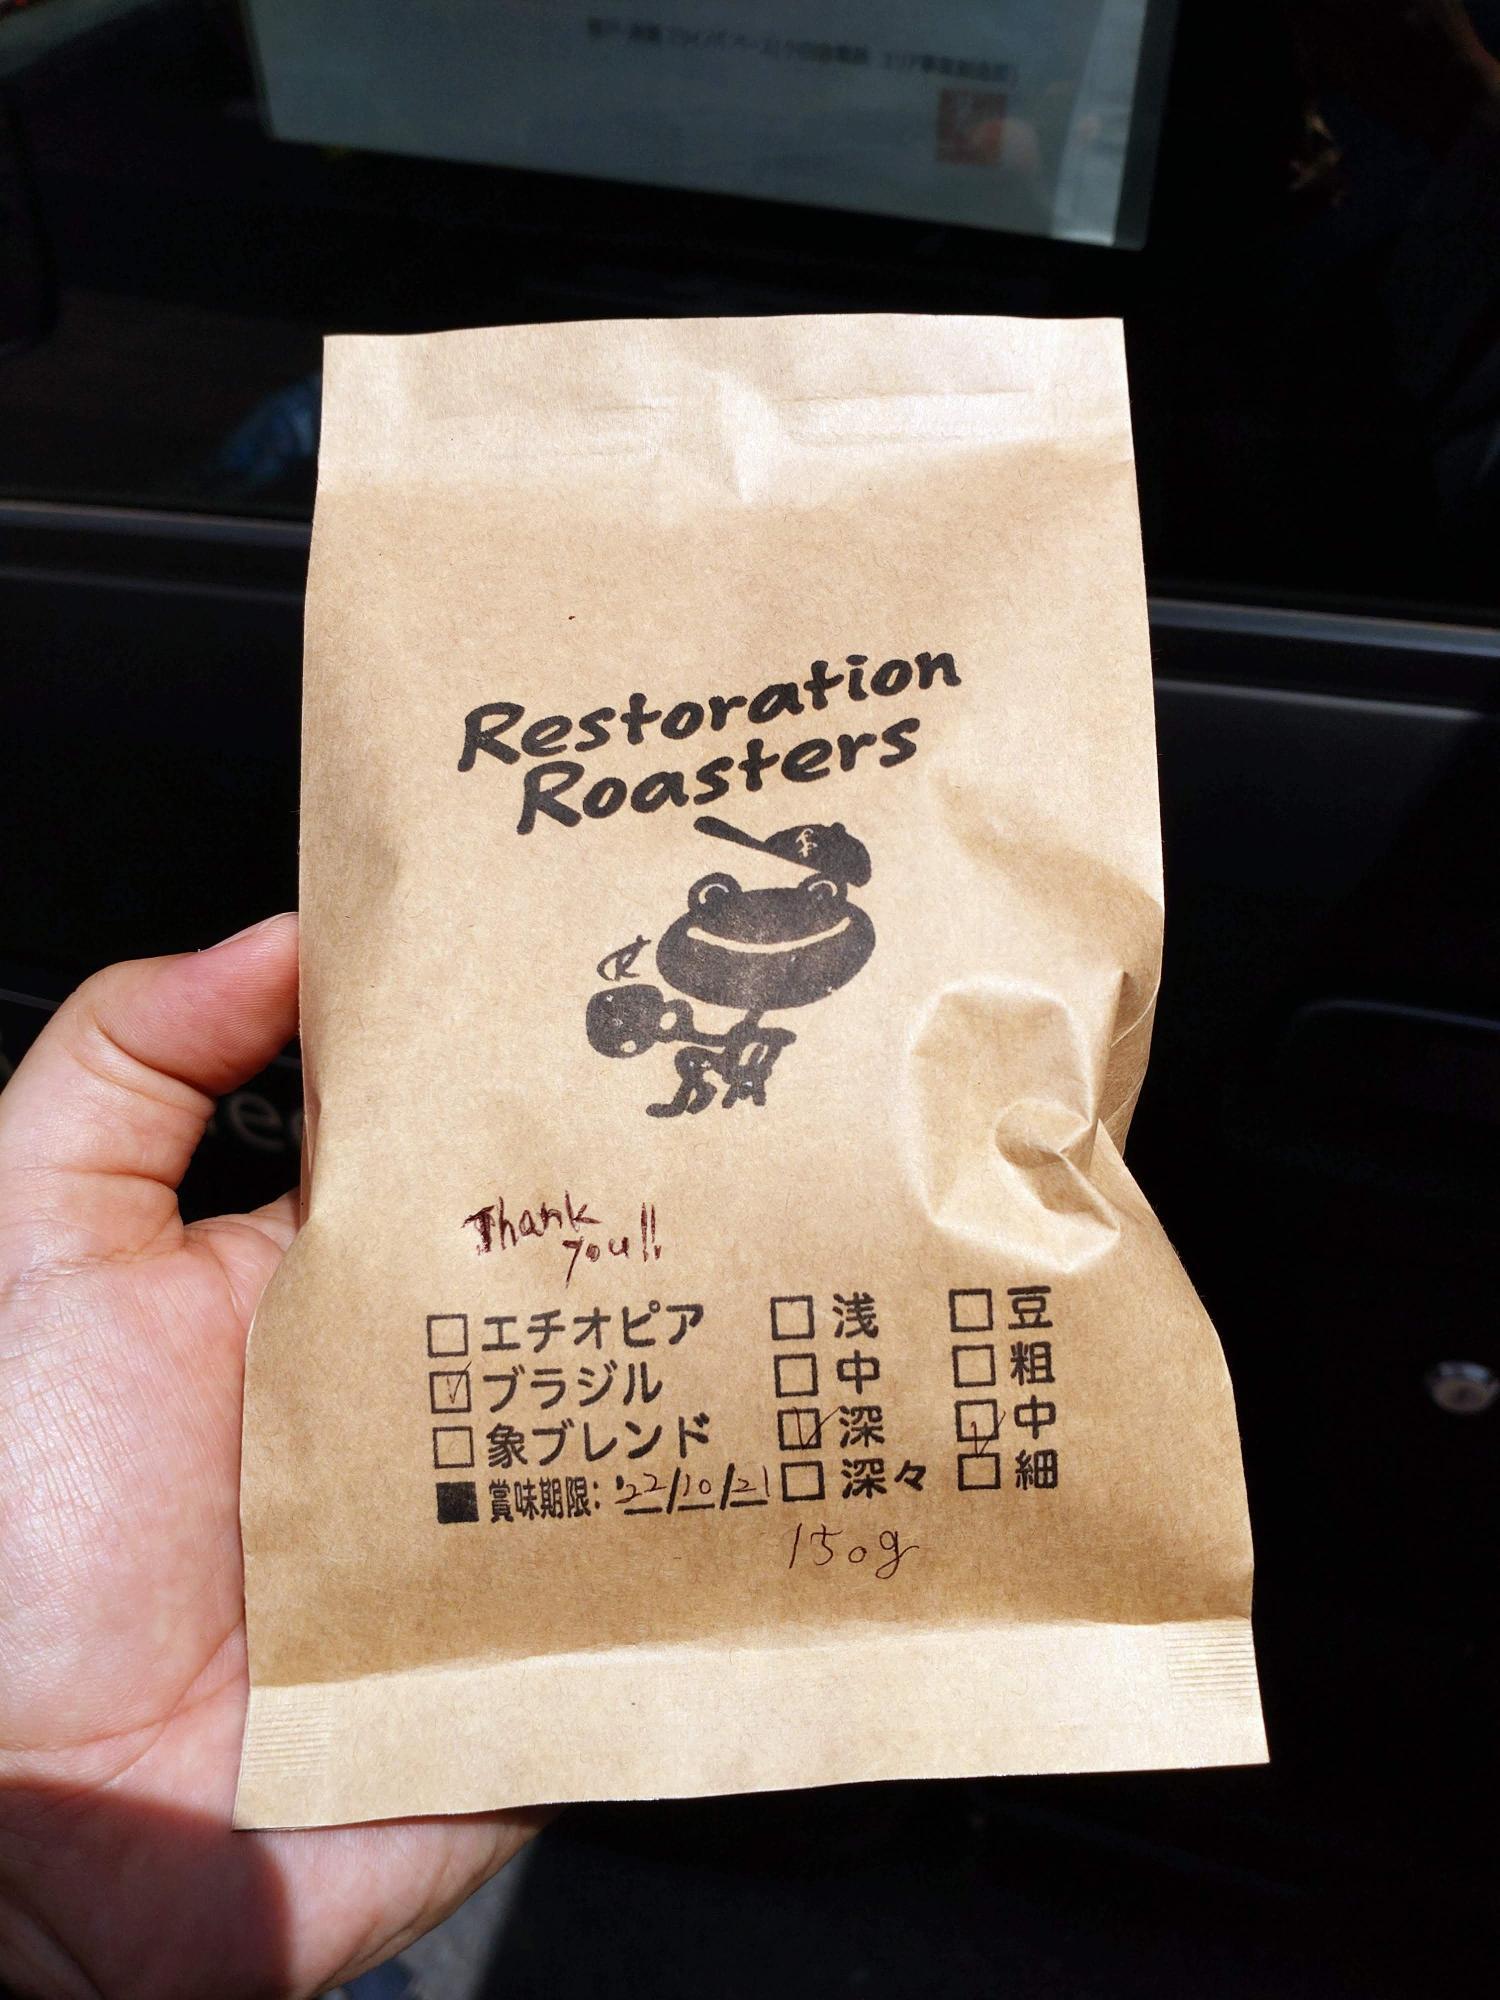 Restoration
Roasters
Thank
you!!
□ エチオピア □ 浅 □ 豆
☑ ブラジル □ 中 □ 粗
□ 象ブレンド ☑ 深 ☑ 中
■ 賞味期限: '22/10/21 □ 深々 □ 細
150g